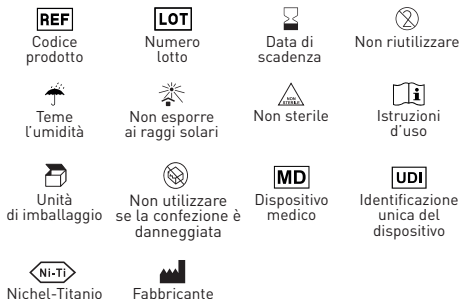 REF
LOT
Codice
prodotto
Numero
lotto
Data di
scadenza
2
Non riutilizzare
Teme
l'umidità
Non esporre
ai raggi solari
NON
STERILE
Non sterile
i
Istruzioni
d'uso
Unità
di imballaggio
Non utilizzare
se la confezione è
danneggiata
MD
Dispositivo
medico
UDI
Identificazione
unica del
dispositivo
Ni-Ti
Nichel-Titanio
Fabbricante